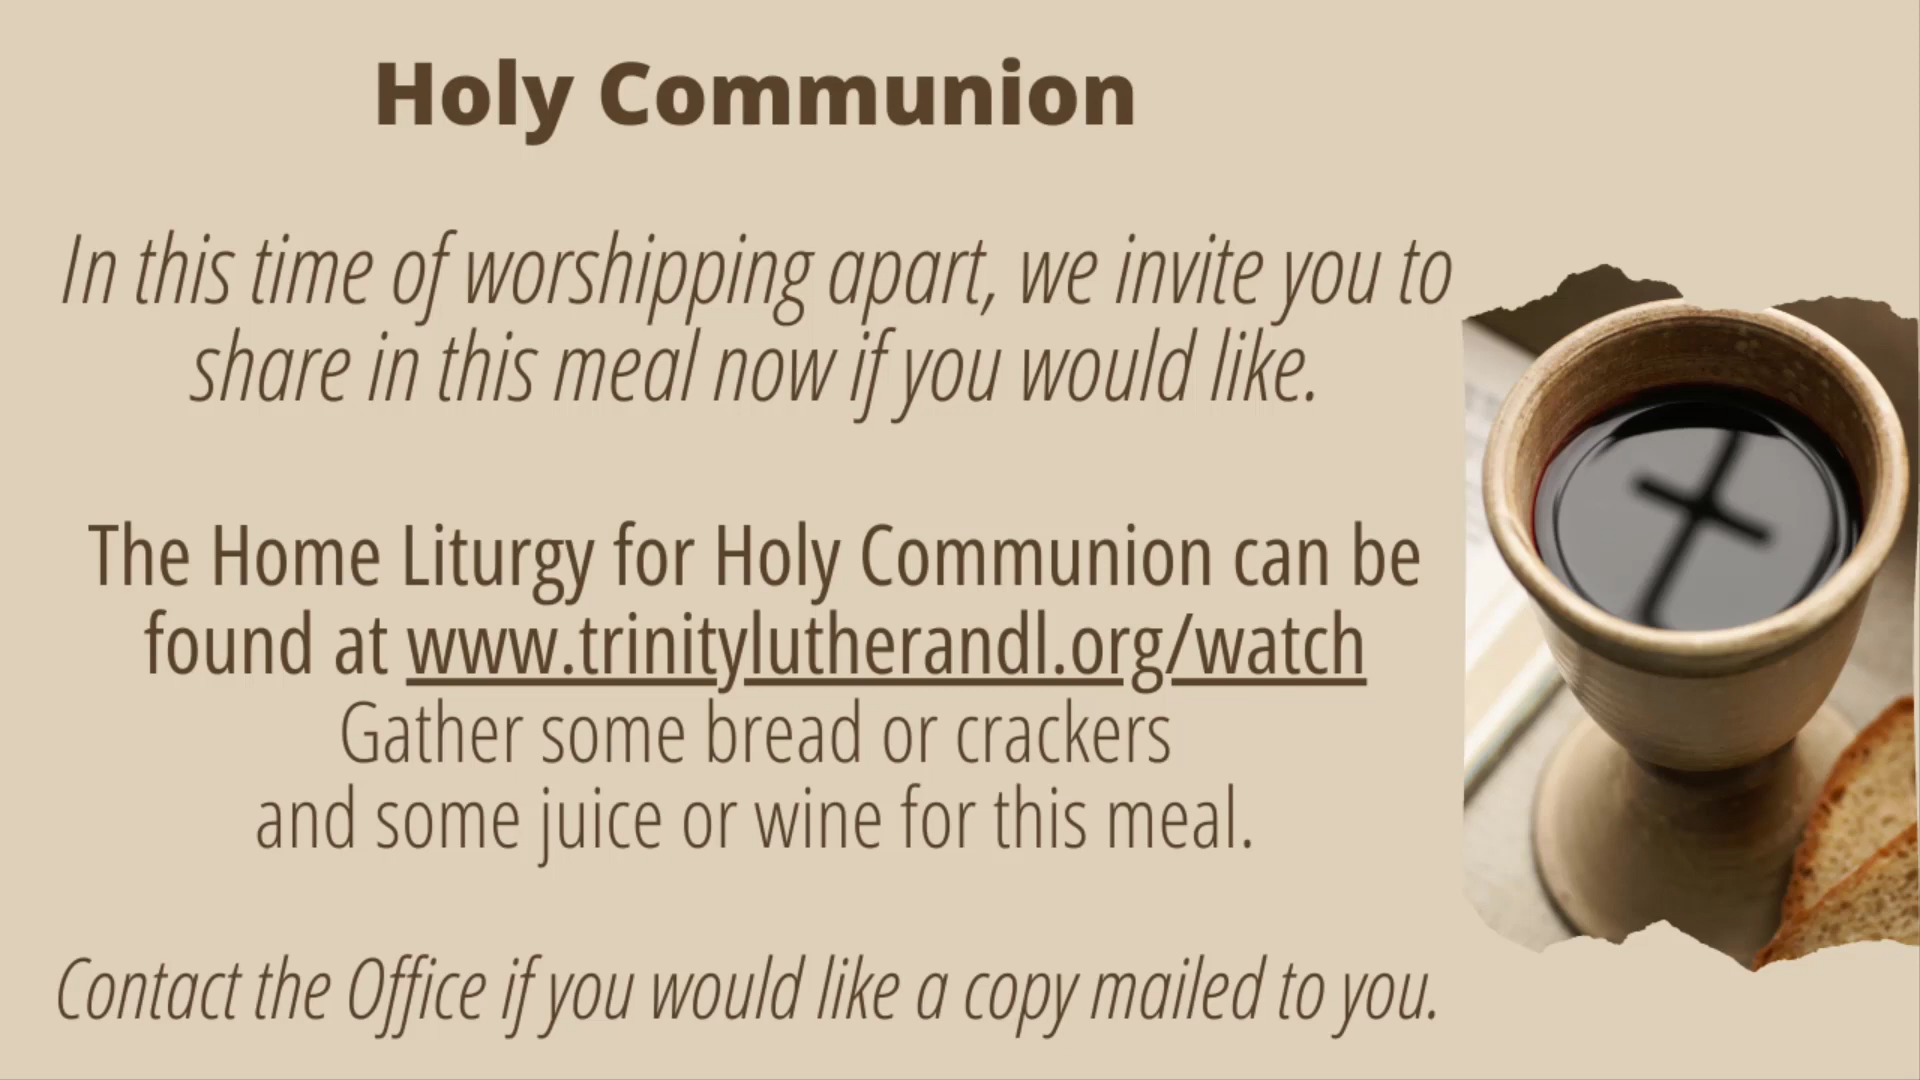 Holy Communion
In this time of worshipping apart, we invite you to
share in this meal now if you would like.
The Home Liturgy for Holy Communion can be
found at www.trinitylutherandl.org/watch
Gather some bread or crackers
and some juice or wine for this meal.
Contact the Office if you would like a copy mailed to you.